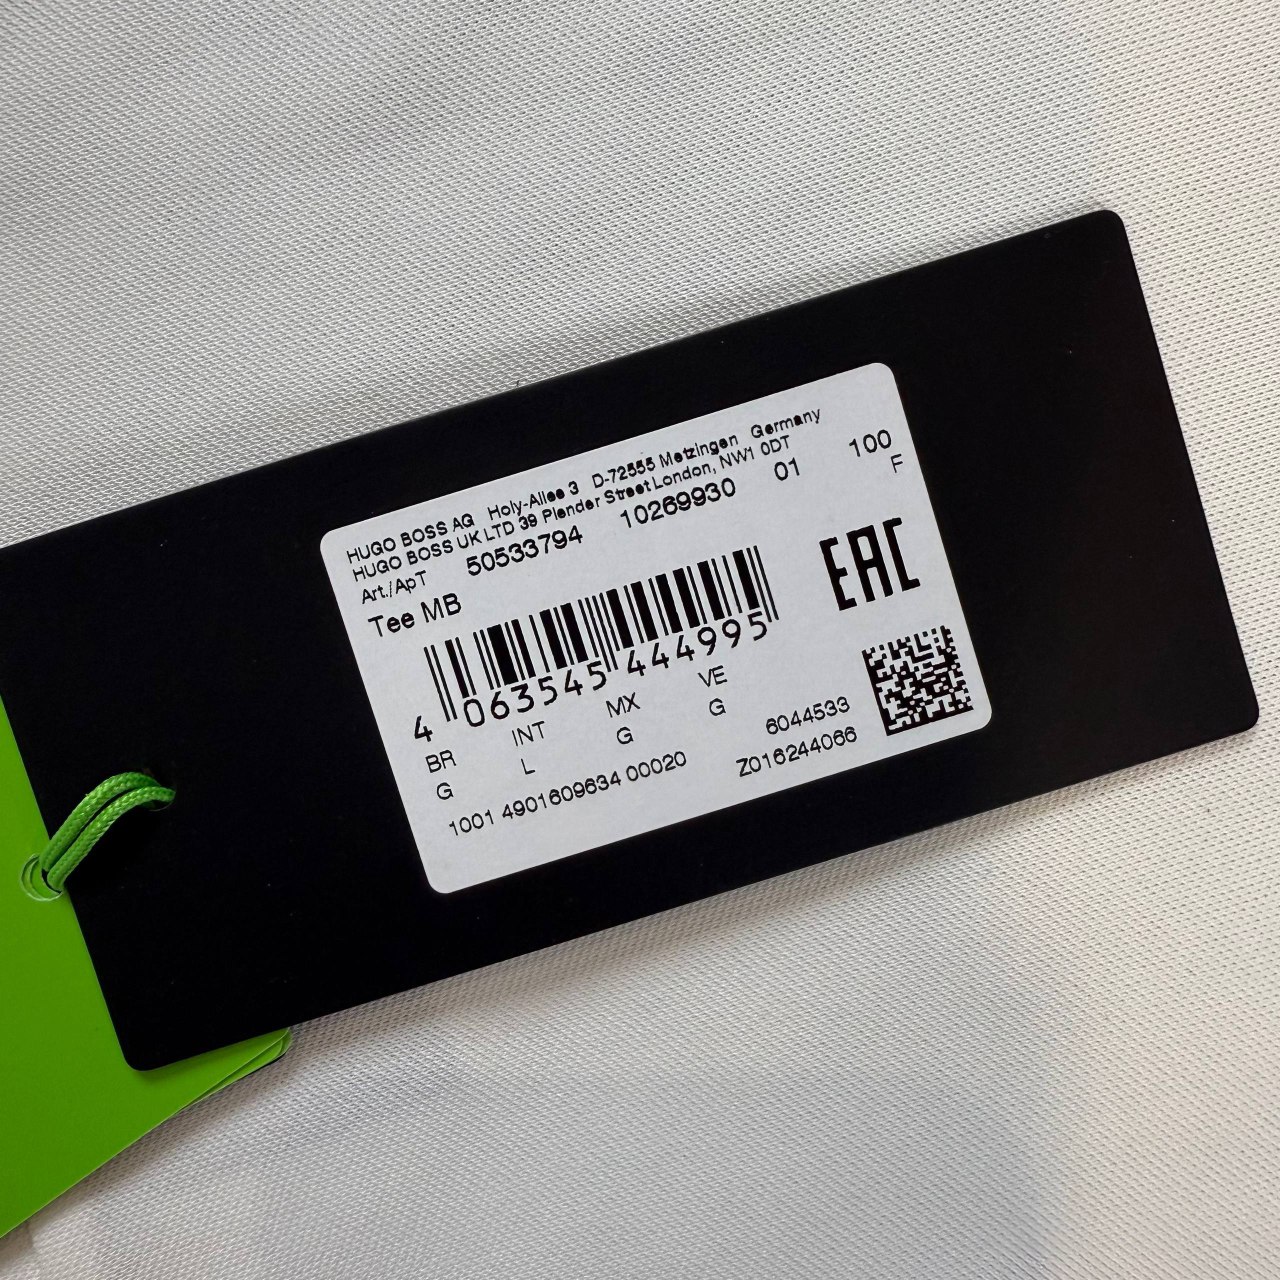 HUGO BOSS AG Holy-Allee 3 D-72555 Metzingen Germany
HUGO BOSS UK LTD 39 Plender Street London, NW1 0DT
Art./Apт 50533794 10269930 01 100
F
Tee MB
EAC
4 063545 444995
BR INT MX VE
G L G G
6044533
1001 4901609634 00020 Z016244066